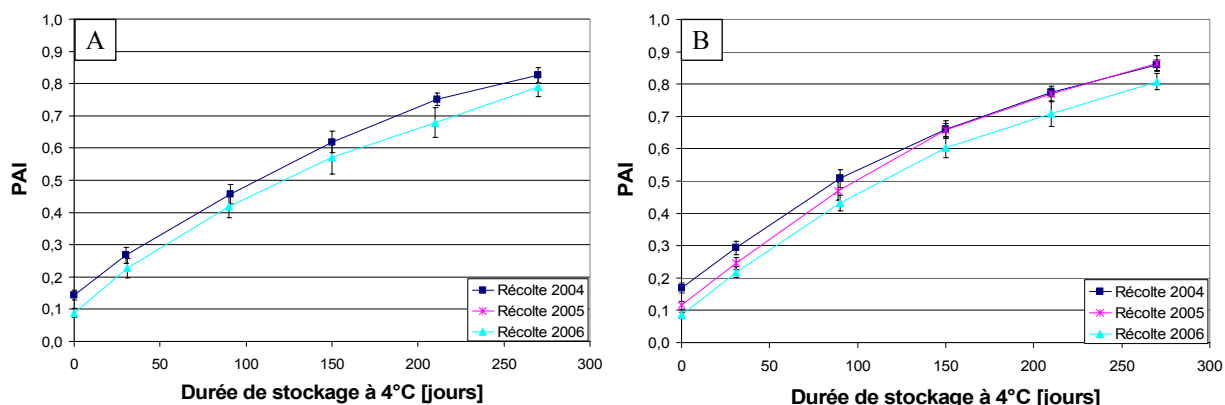 A
PAI
1,0
0,9
0,8
0,7
0,6
0,5
0,4
0,3
0,2
0,1
0,0
0 50 100 150 200 250 300
Durée de stockage à 4°C [jours]
Récolte 2004
Récolte 2005
Récolte 2006
B
PAI
1,0
0,9
0,8
0,7
0,6
0,5
0,4
0,3
0,2
0,1
0,0
0 50 100 150 200 250 300
Durée de stockage à 4°C [jours]
Récolte 2004
Récolte 2005
Récolte 2006